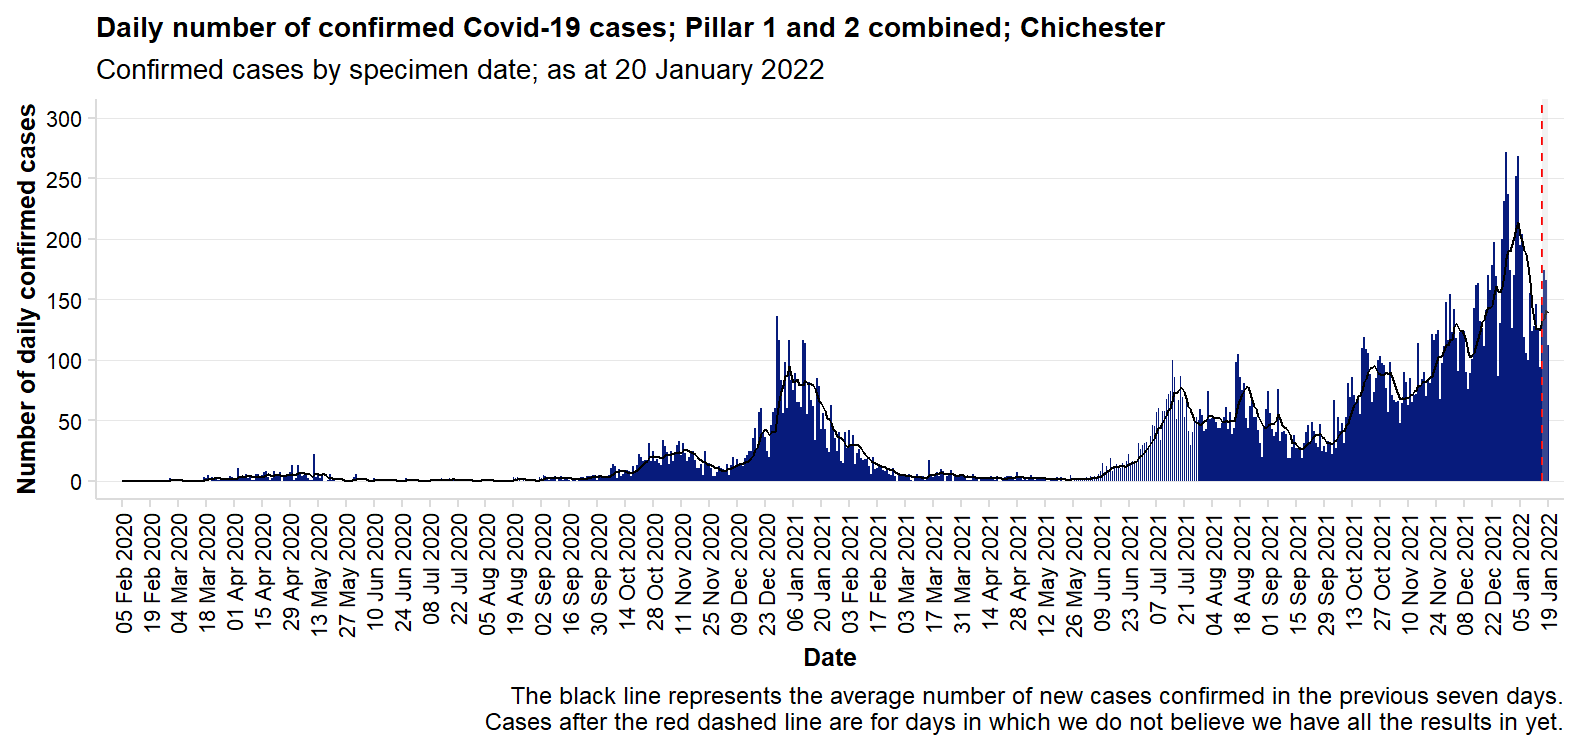 Daily number of confirmed Covid-19 cases; Pillar 1 and 2 combined; Chichester
Confirmed cases by specimen date; as at 20 January 2022
Number of daily confirmed cases
300
250
200
150
100
50
0
05 Feb 2020
19 Feb 2020
04 Mar 2020
18 Mar 2020
01 Apr 2020
15 Apr 2020
29 Apr 2020
13 May 2020
27 May 2020
10 Jun 2020
24 Jun 2020
08 Jul 2020
22 Jul 2020
05 Aug 2020
19 Aug 2020
02 Sep 2020
16 Sep 2020
30 Sep 2020
14 Oct 2020
28 Oct 2020
11 Nov 2020
25 Nov 2020
09 Dec 2020
23 Dec 2020
06 Jan 2021
20 Jan 2021
03 Feb 2021
17 Feb 2021
03 Mar 2021
17 Mar 2021
31 Mar 2021
14 Apr 2021
28 Apr 2021
12 May 2021
26 May 2021
09 Jun 2021
23 Jun 2021
07 Jul 2021
21 Jul 2021
04 Aug 2021
18 Aug 2021
01 Sep 2021
15 Sep 2021
29 Sep 2021
13 Oct 2021
27 Oct 2021
10 Nov 2021
24 Nov 2021
08 Dec 2021
22 Dec 2021
05 Jan 2022
19 Jan 2022
Date
The black line represents the average number of new cases confirmed in the previous seven days.
Cases after the red dashed line are for days in which we do not believe we have all the results in yet.